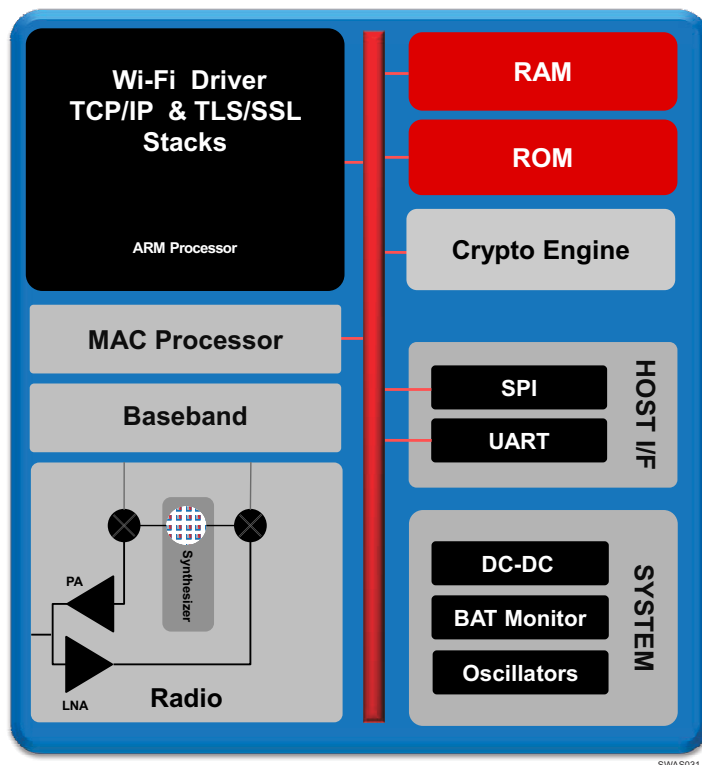 Wi-Fi Driver
TCP/IP & TLS/SSL
Stacks
ARM Processor
MAC Processor
Baseband
Synthesizer
PA
LNA
Radio
RAM
ROM
Crypto Engine
SPI
UART
HOST I/F
DC-DC
BAT Monitor
Oscillators
SYSTEM